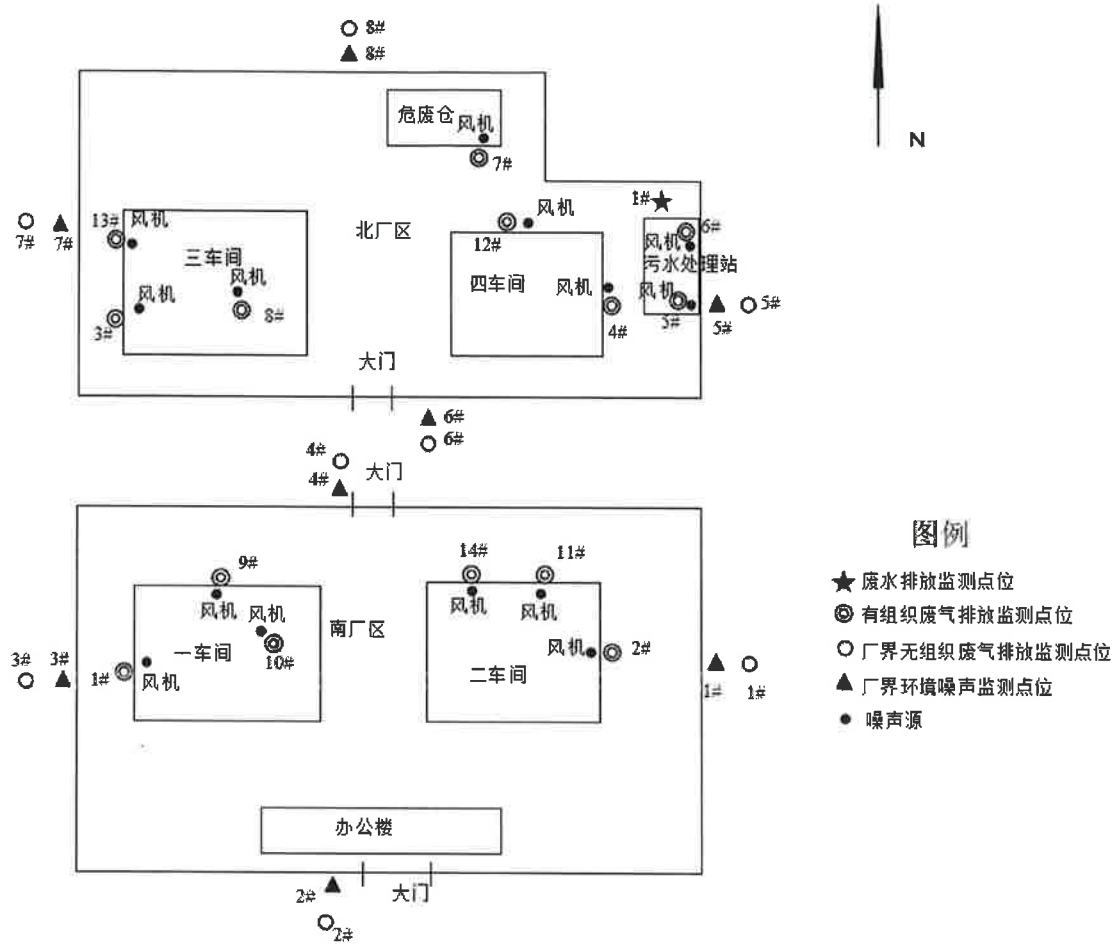 8#
8#
N
危废仓
风机
7#
1#
13#
风机
风机
6#
7#
7#
北厂区
12#
三车间
风机
污水处理站
四车间
风机
风机
风机
风机
3#
8#
4#
5#
5#
5#
大门
6#
6#
4#
大门
4#
图例
废水排放监测点位
有组织废气排放监测点位
厂界无组织废气排放监测点位
厂界环境噪声监测点位
噪声源
9#
14#
11#
风机
风机
风机
风机
南厂区
一车间
10#
风机
2#
3#
3#
1#
风机
二车间
1#
1#
办公楼
2#
大门
2#